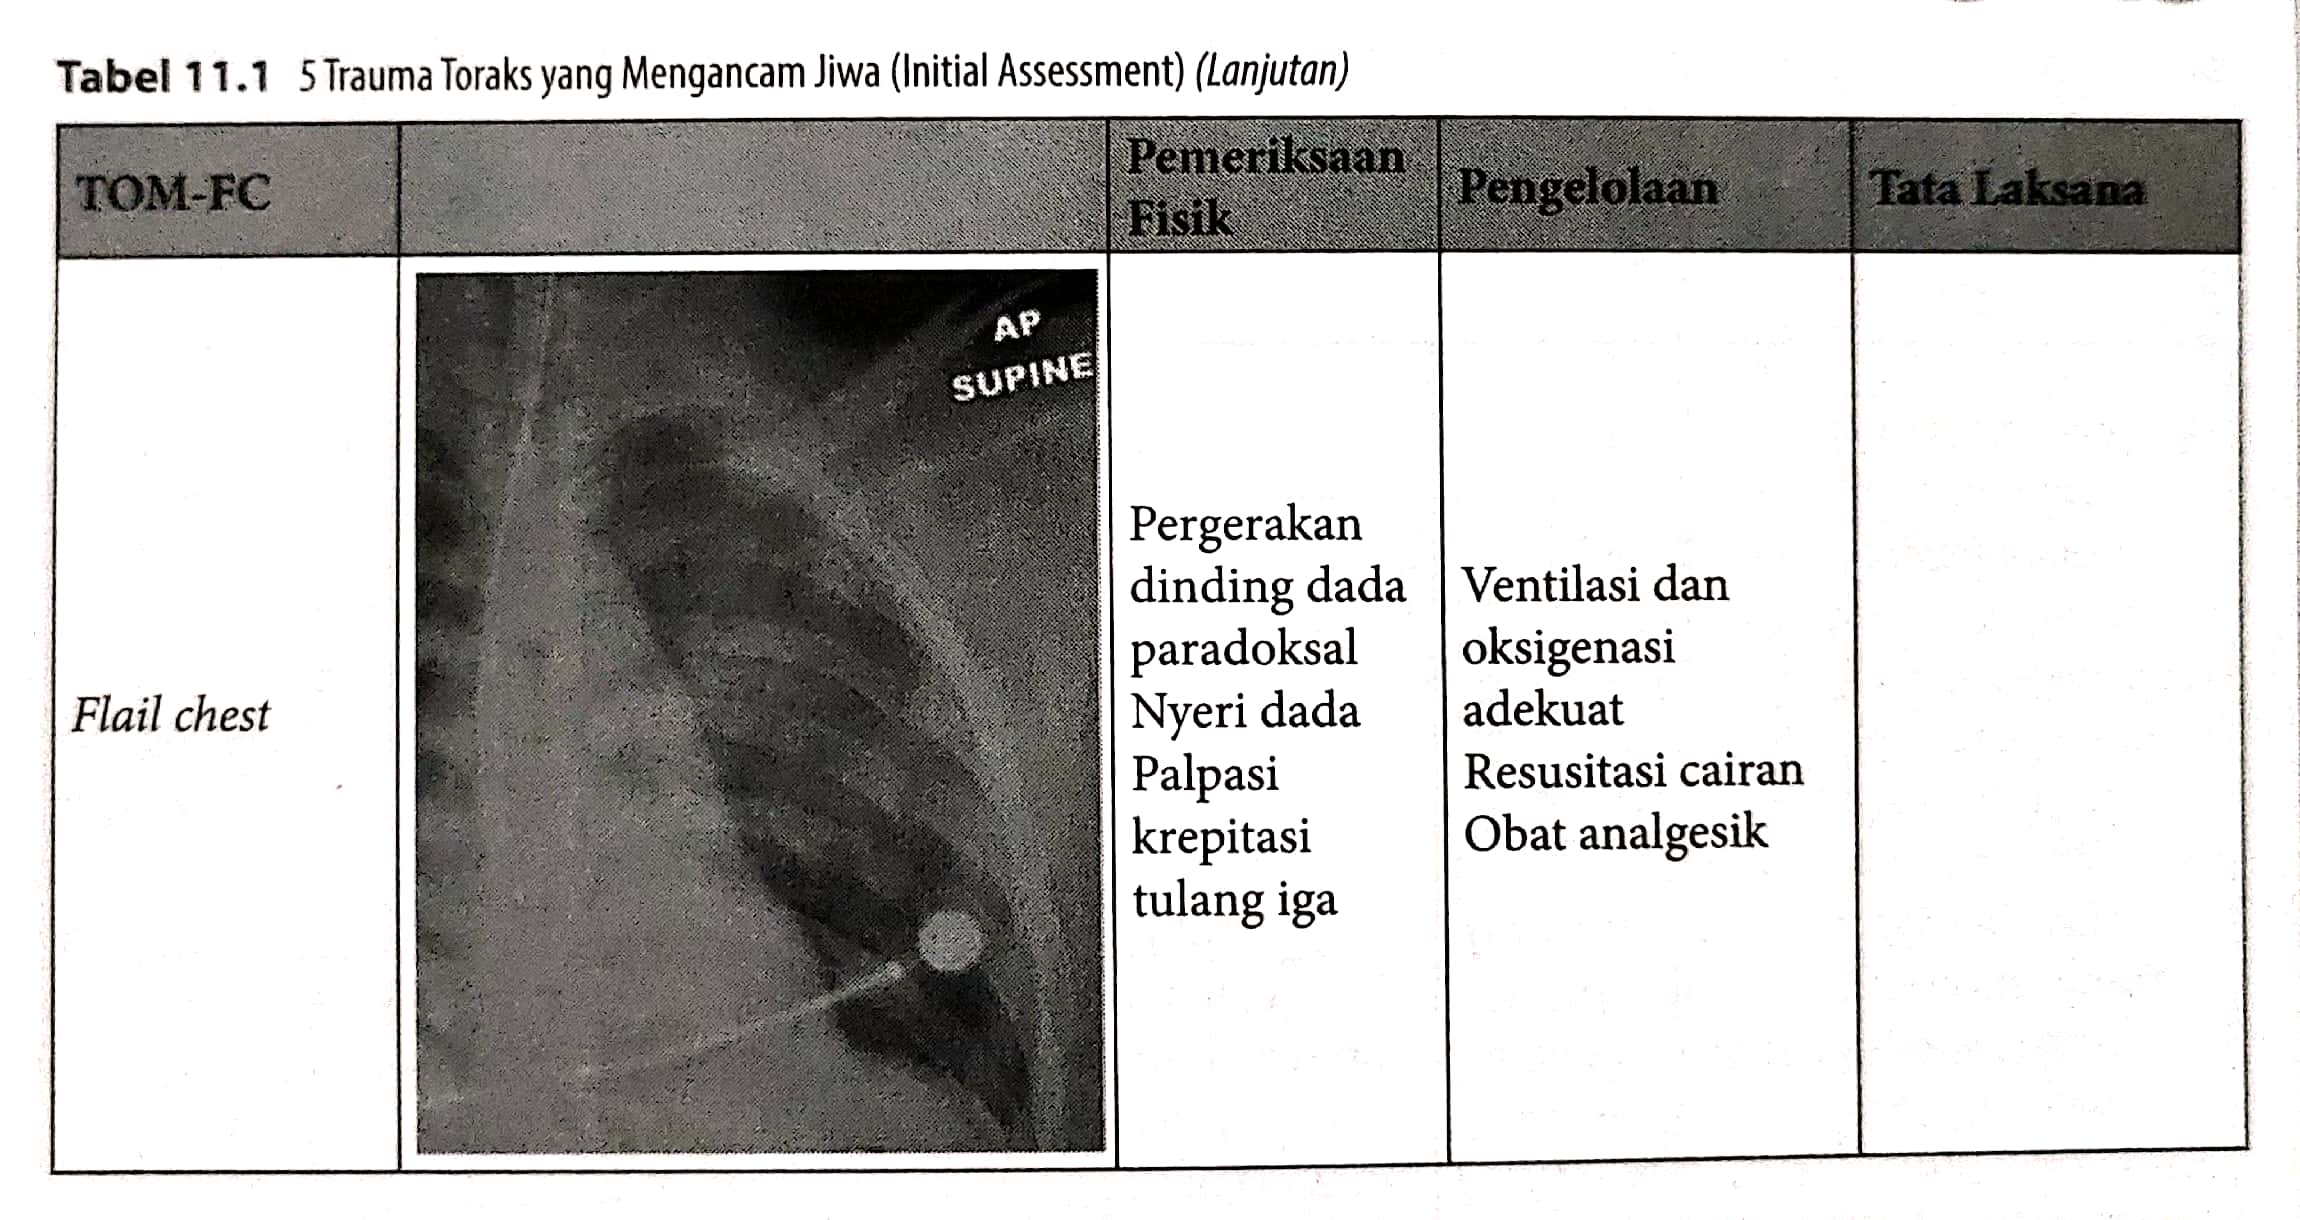 Tabel 11.1 5 Trauma Toraks yang Mengancam Jiwa (Initial Assessment) (Lanjutan)
TOM-FC
Pemeriksaan
Fisik
Pengelolaan
Tata Laksana
Flail chest
AP
SUPINE
Pergerakan
dinding dada
paradoksal
Nyeri dada
Palpasi
krepitasi
tulang iga
Ventilasi dan
oksigenasi
adekuat
Resusitasi cairan
Obat analgesik